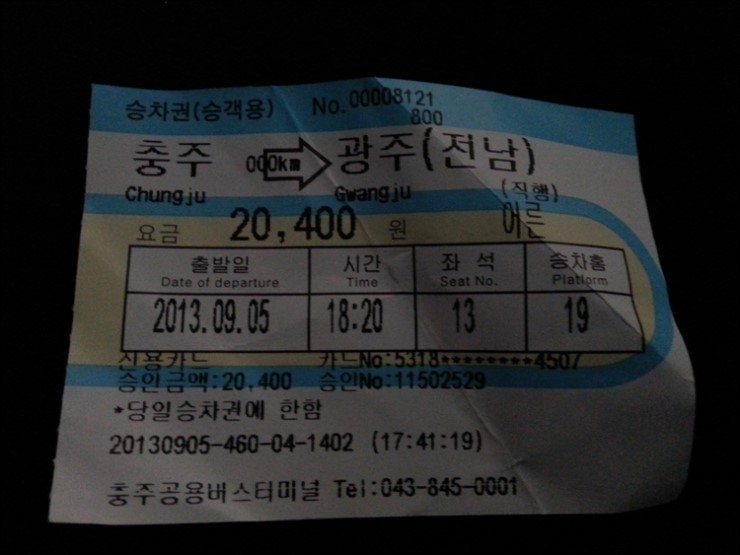 승차권(승객용) No. 00008121
800
충주 000km 광주(전남)
Chungju Gwangju (직행)
요금 20,400 원 어른
출발일 시간 좌석 승차홈
Date of departure Time Seat No. Platform
2013.09.05 18:20 13 19
신용카드 카드No:5318********4507
승인금액:20,400 승인No:11502529
*당일승차권에 한함
20130905-460-04-1402 (17:41:19)
충주공용버스터미널 Tel:043-845-0001